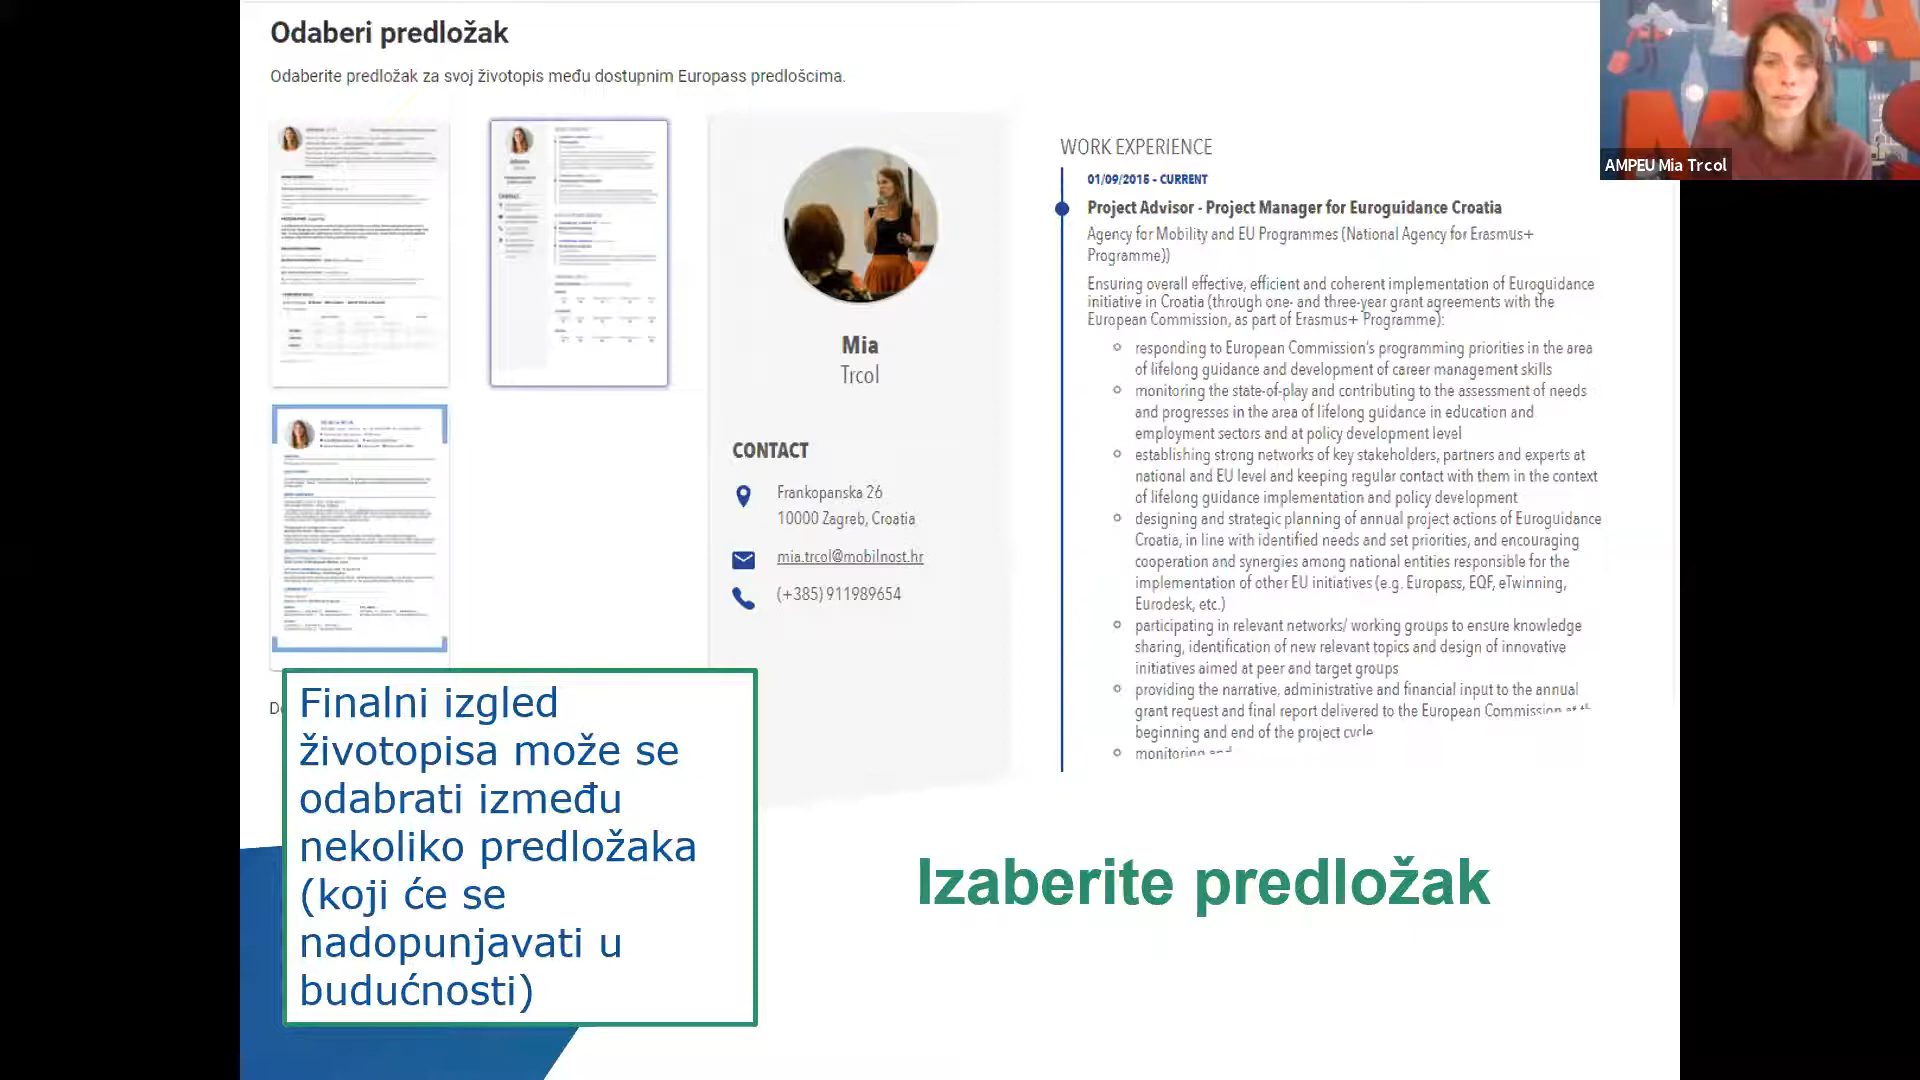 Odaberi predložak
Odaberite predložak za svoj životopis među dostupnim Europass predlošcima.
AMPEU Mia Trcol
Mia
Trcol
CONTACT
Frankopanska 26
10000 Zagreb, Croatia
mia.trcol@mobilnost.hr
(+385) 911989654
WORK EXPERIENCE
01/09/2015 - CURRENT
Project Advisor - Project Manager for Euroguidance Croatia
Agency for Mobility and EU Programmes (National Agency for Erasmus+
Programme))
Ensuring overall effective, efficient and coherent implementation of Euroguidance
initiative in Croatia (through one- and three-year grant agreements with the
European Commission, as part of Erasmus+ Programme):
responding to European Commission's programming priorities in the area
of lifelong guidance and development of career management skills
monitoring the state-of-play and contributing to the assessment of needs
and progresses in the area of lifelong guidance in education and
employment sectors and at policy development level
establishing strong networks of key stakeholders, partners and experts at
national and EU level and keeping regular contact with them in the context
of lifelong guidance implementation and policy development
designing and strategic planning of annual project actions of Euroguidance
Croatia, in line with identified needs and set priorities, and encouraging
cooperation and synergies among national entities responsible for the
implementation of other EU initiatives (e.g. Europass, EQF, eTwinning,
Eurodesk, etc.)
participating in relevant networks/ working groups to ensure knowledge
sharing, identification of new relevant topics and design of innovative
initiatives aimed at peer and target groups
providing the narrative, administrative and financial input to the annual
grant request and final report delivered to the European Commission
beginning and end of the project cycle
monitoring and
Finalni izgled
životopisa može se
odabrati između
nekoliko predložaka
(koji će se
nadopunjavati u
budućnosti)
Izaberite predložak